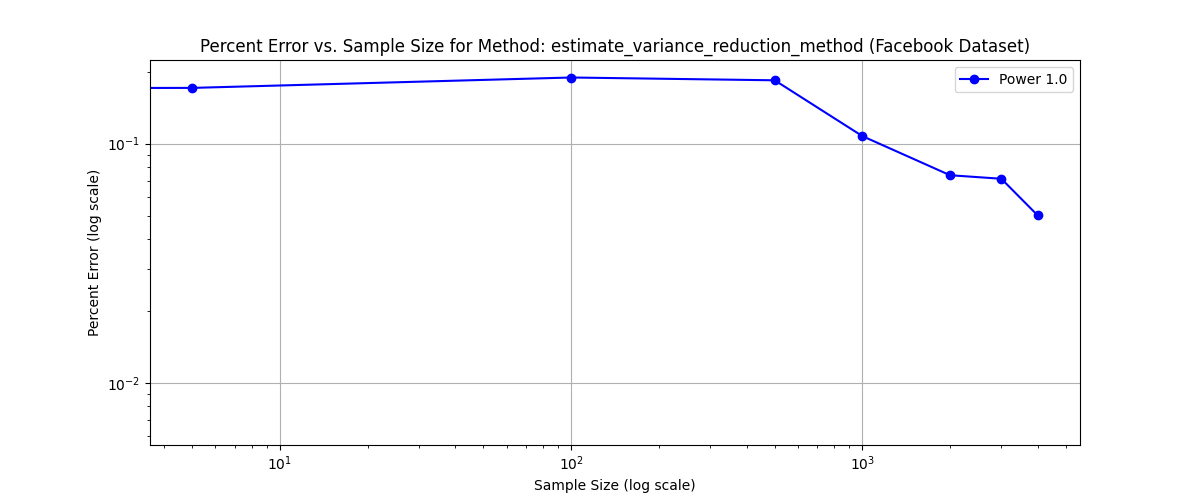 Percent Error vs. Sample Size for Method: estimate_variance_reduction_method (Facebook Dataset)
Power 1.0
10⁻¹
10⁻²
Percent Error (log scale)
10¹ 10² 10³
Sample Size (log scale)